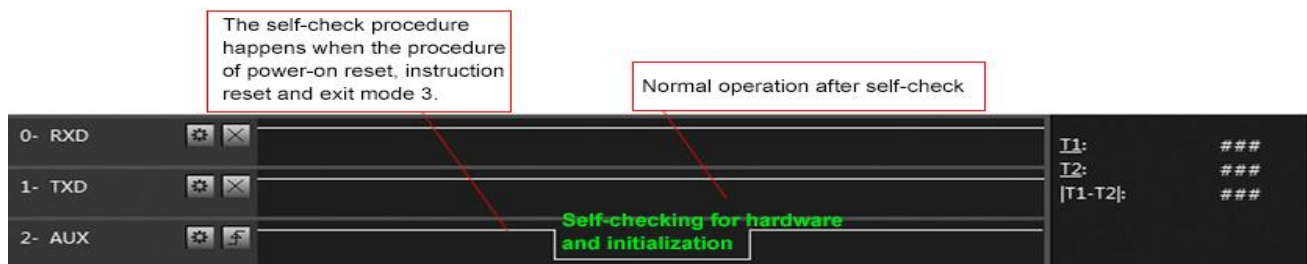 The self-check procedure
happens when the procedure
of power-on reset, instruction
reset and exit mode 3.
Normal operation after self-check
0- RXD
T1: ###
T2: ###
1- TXD
|T1-T2|: ###
Self-checking for hardware
and initialization
2- AUX